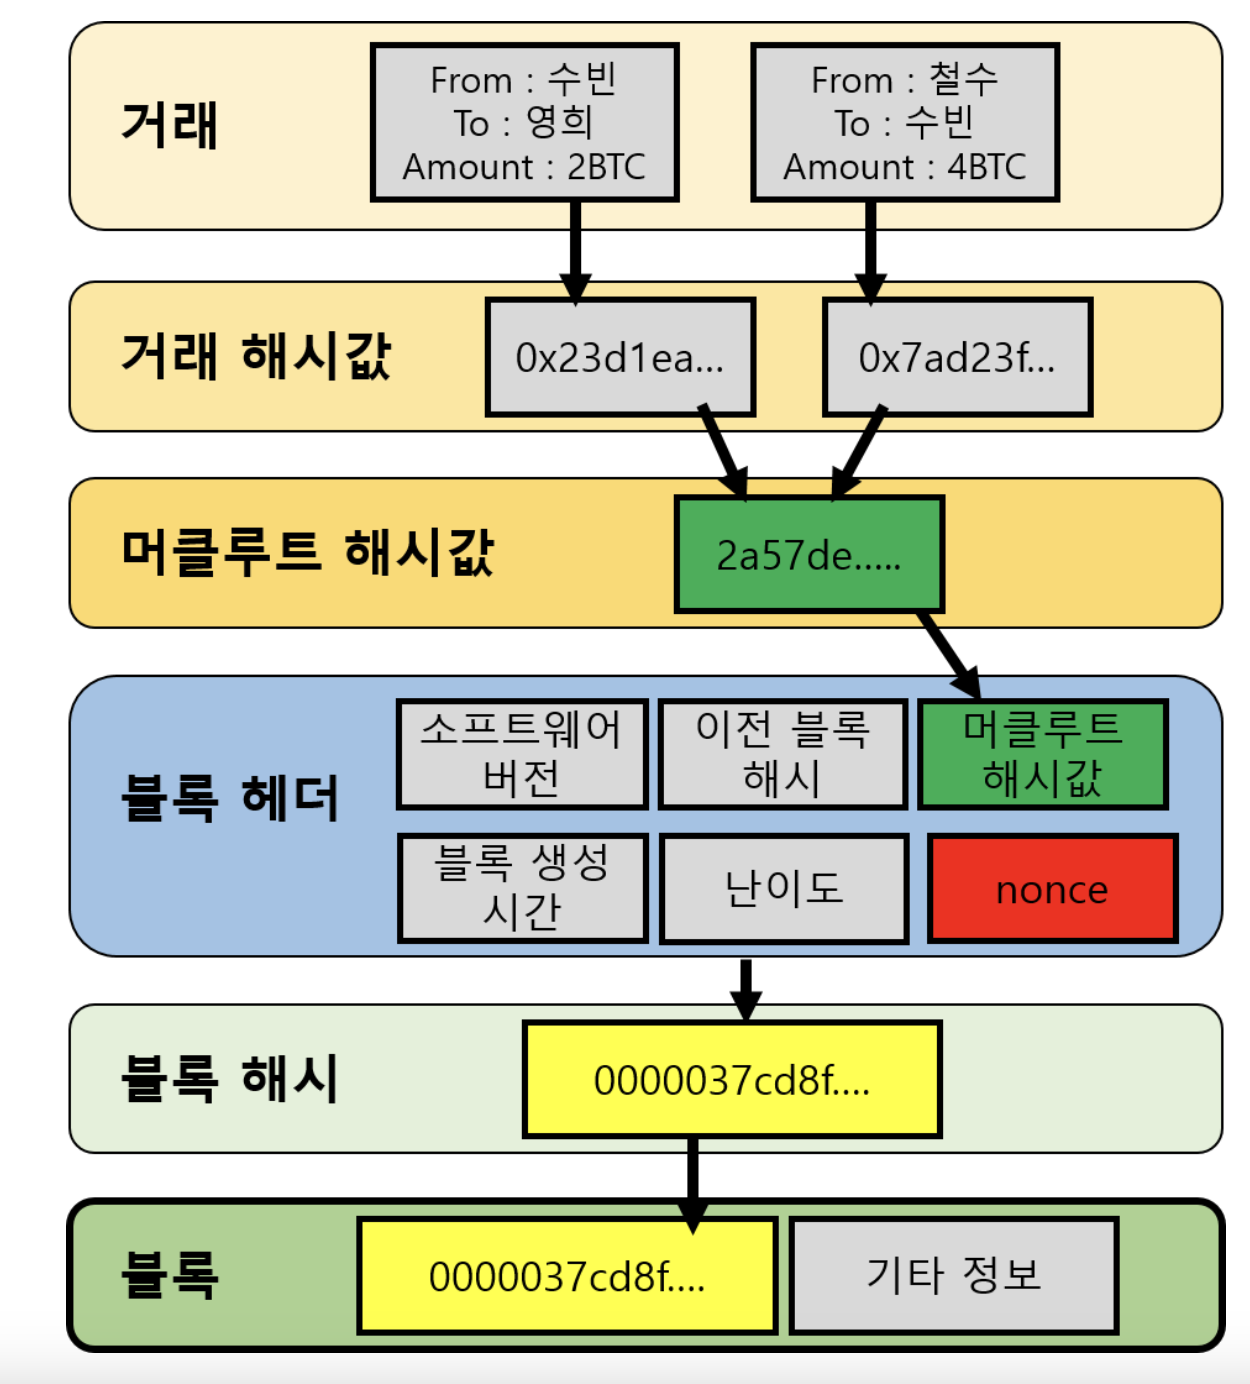 거래
From : 수빈
To : 영희
Amount : 2BTC
From : 철수
To : 수빈
Amount : 4BTC
거래 해시값
0x23d1ea...
0x7ad23f...
머클루트 해시값
2a57de.....
블록 헤더
소프트웨어
버전
이전 블록
해시
머클루트
해시값
블록 생성
시간
난이도
nonce
블록 해시
0000037cd8f....
블록
0000037cd8f....
기타 정보